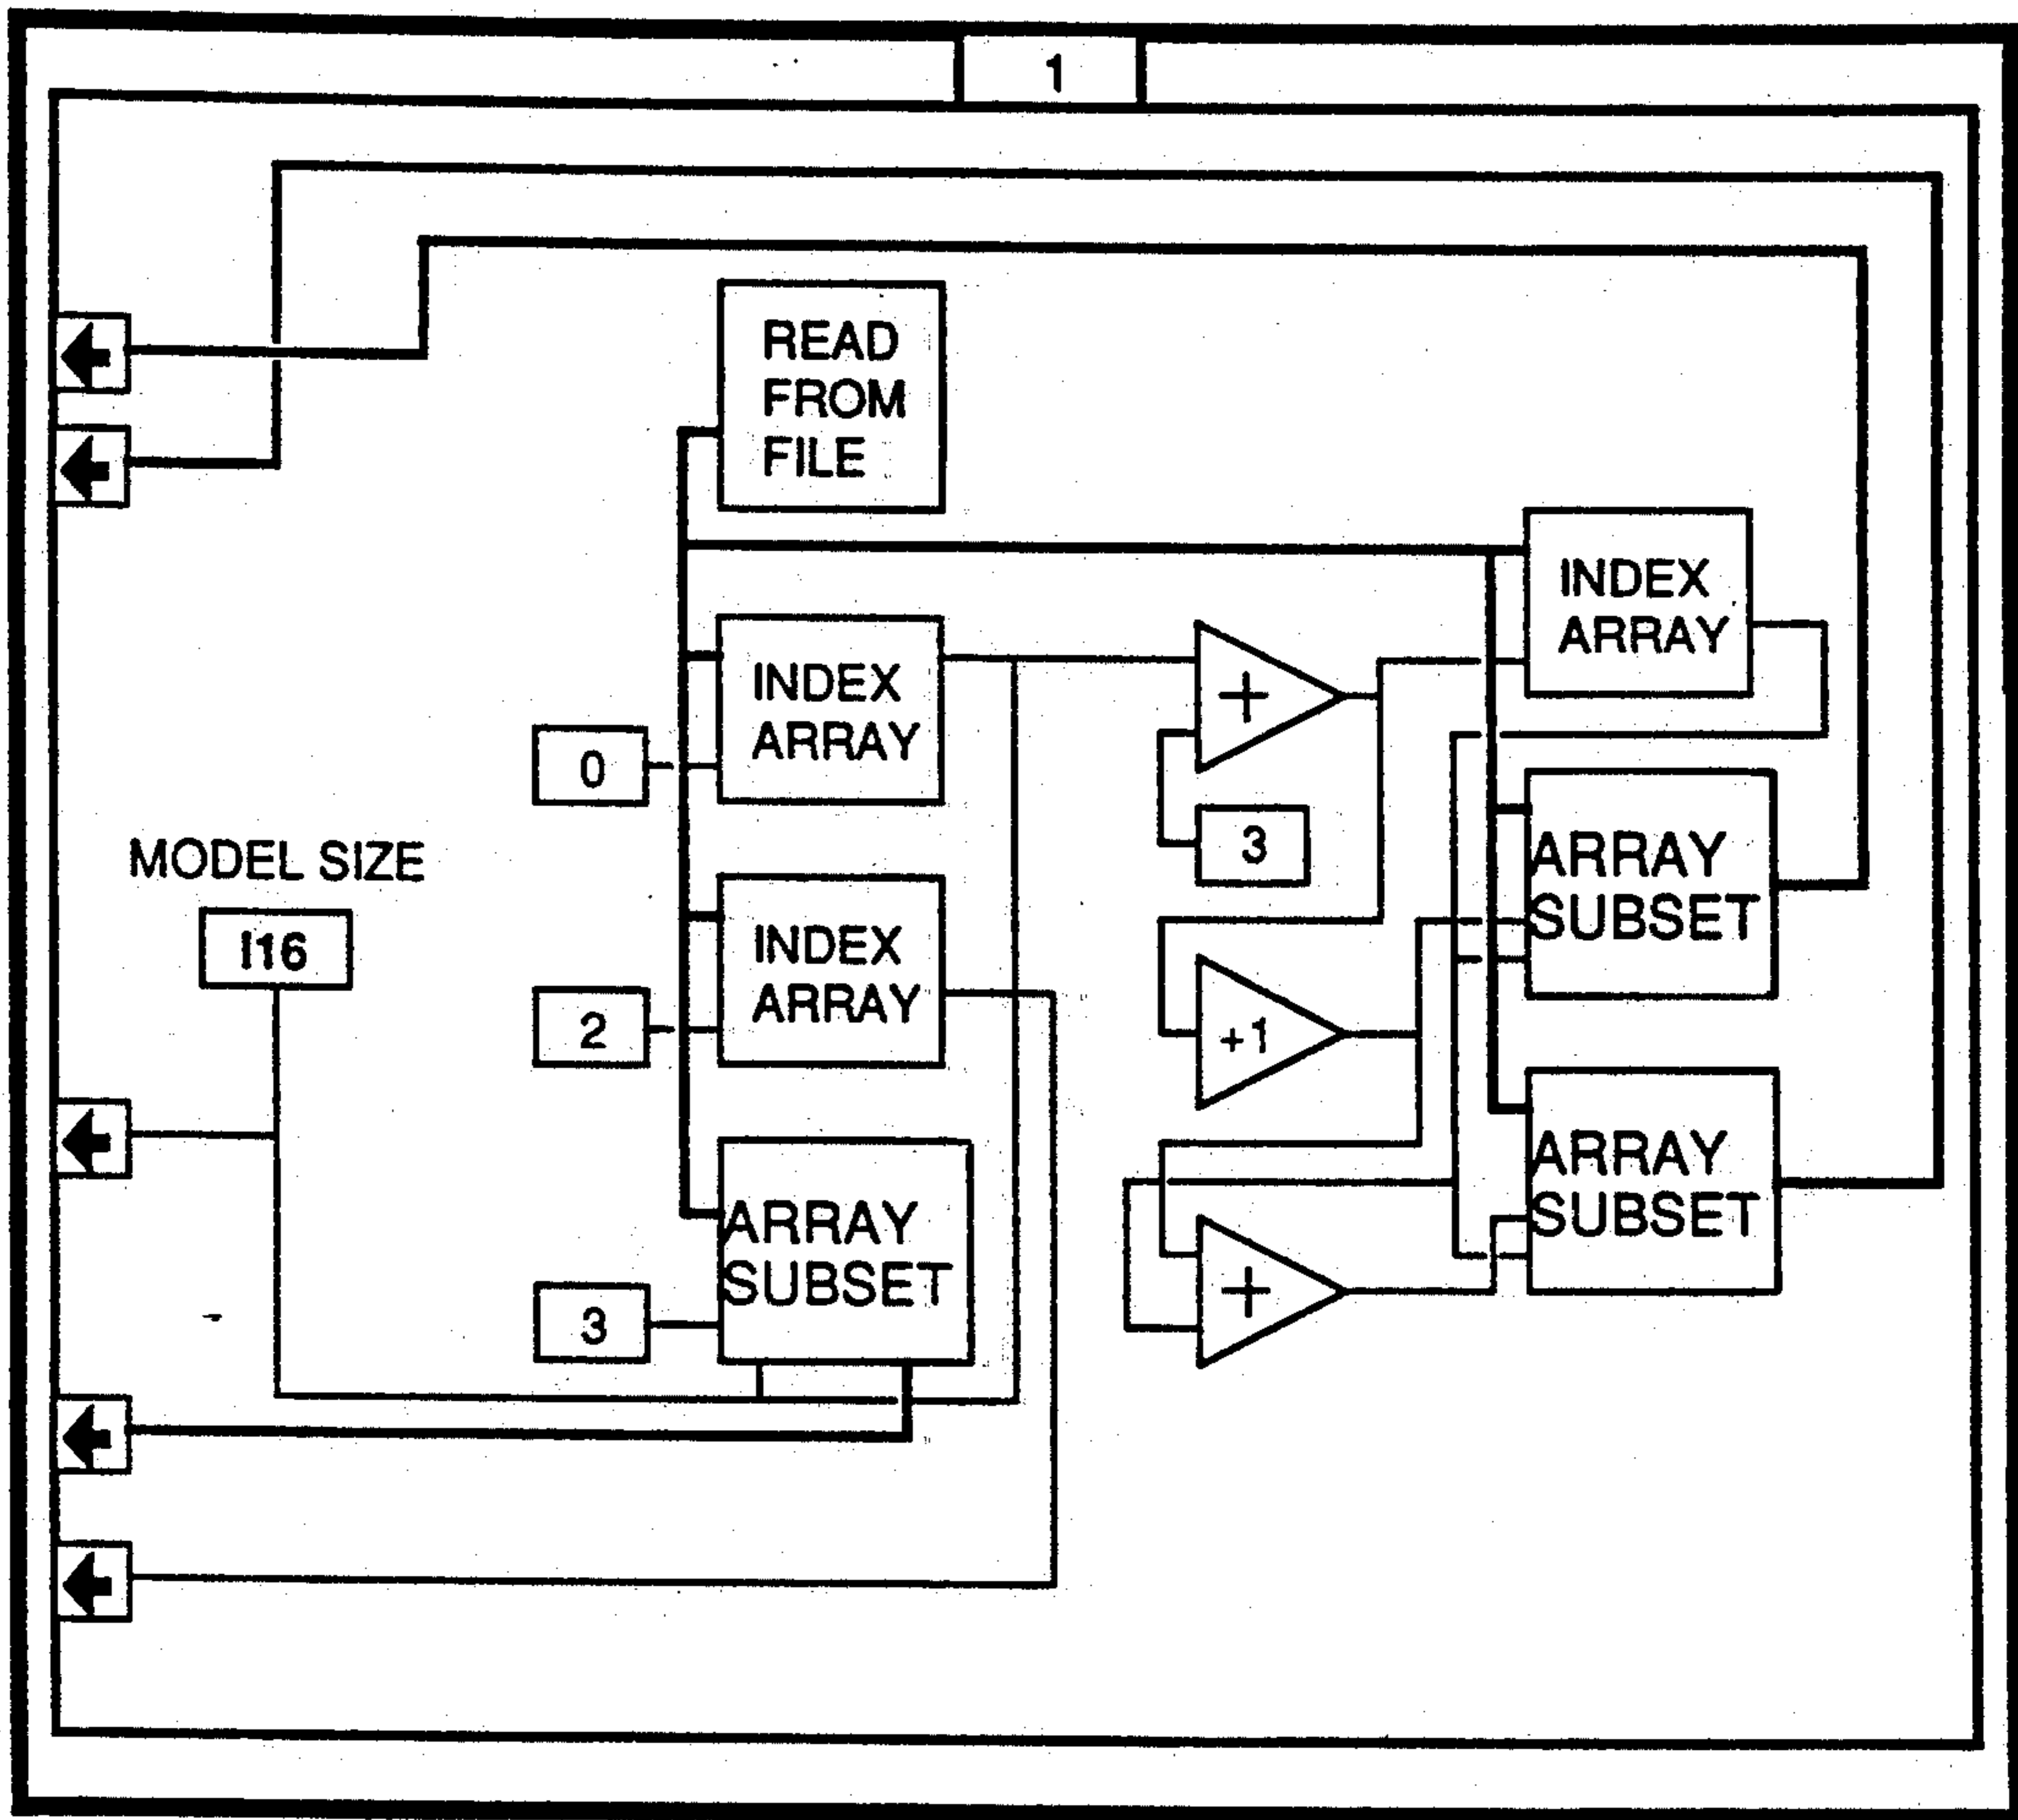 1
READ
FROM
FILE
INDEX
ARRAY
INDEX
ARRAY
+
0
3
MODEL SIZE
ARRAY
SUBSET
I16
INDEX
ARRAY
2
+1
ARRAY
SUBSET
ARRAY
SUBSET
3
+